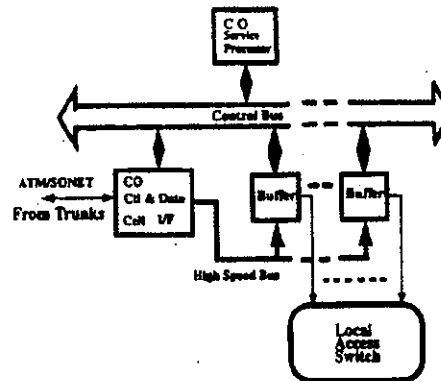 CO
Service
Processor
Control Bus
ATM/SONET
From Trunks
CO
Ctl & Data
Cell I/F
Buffer
Buffer
High Speed Bus
Local
Access
Switch